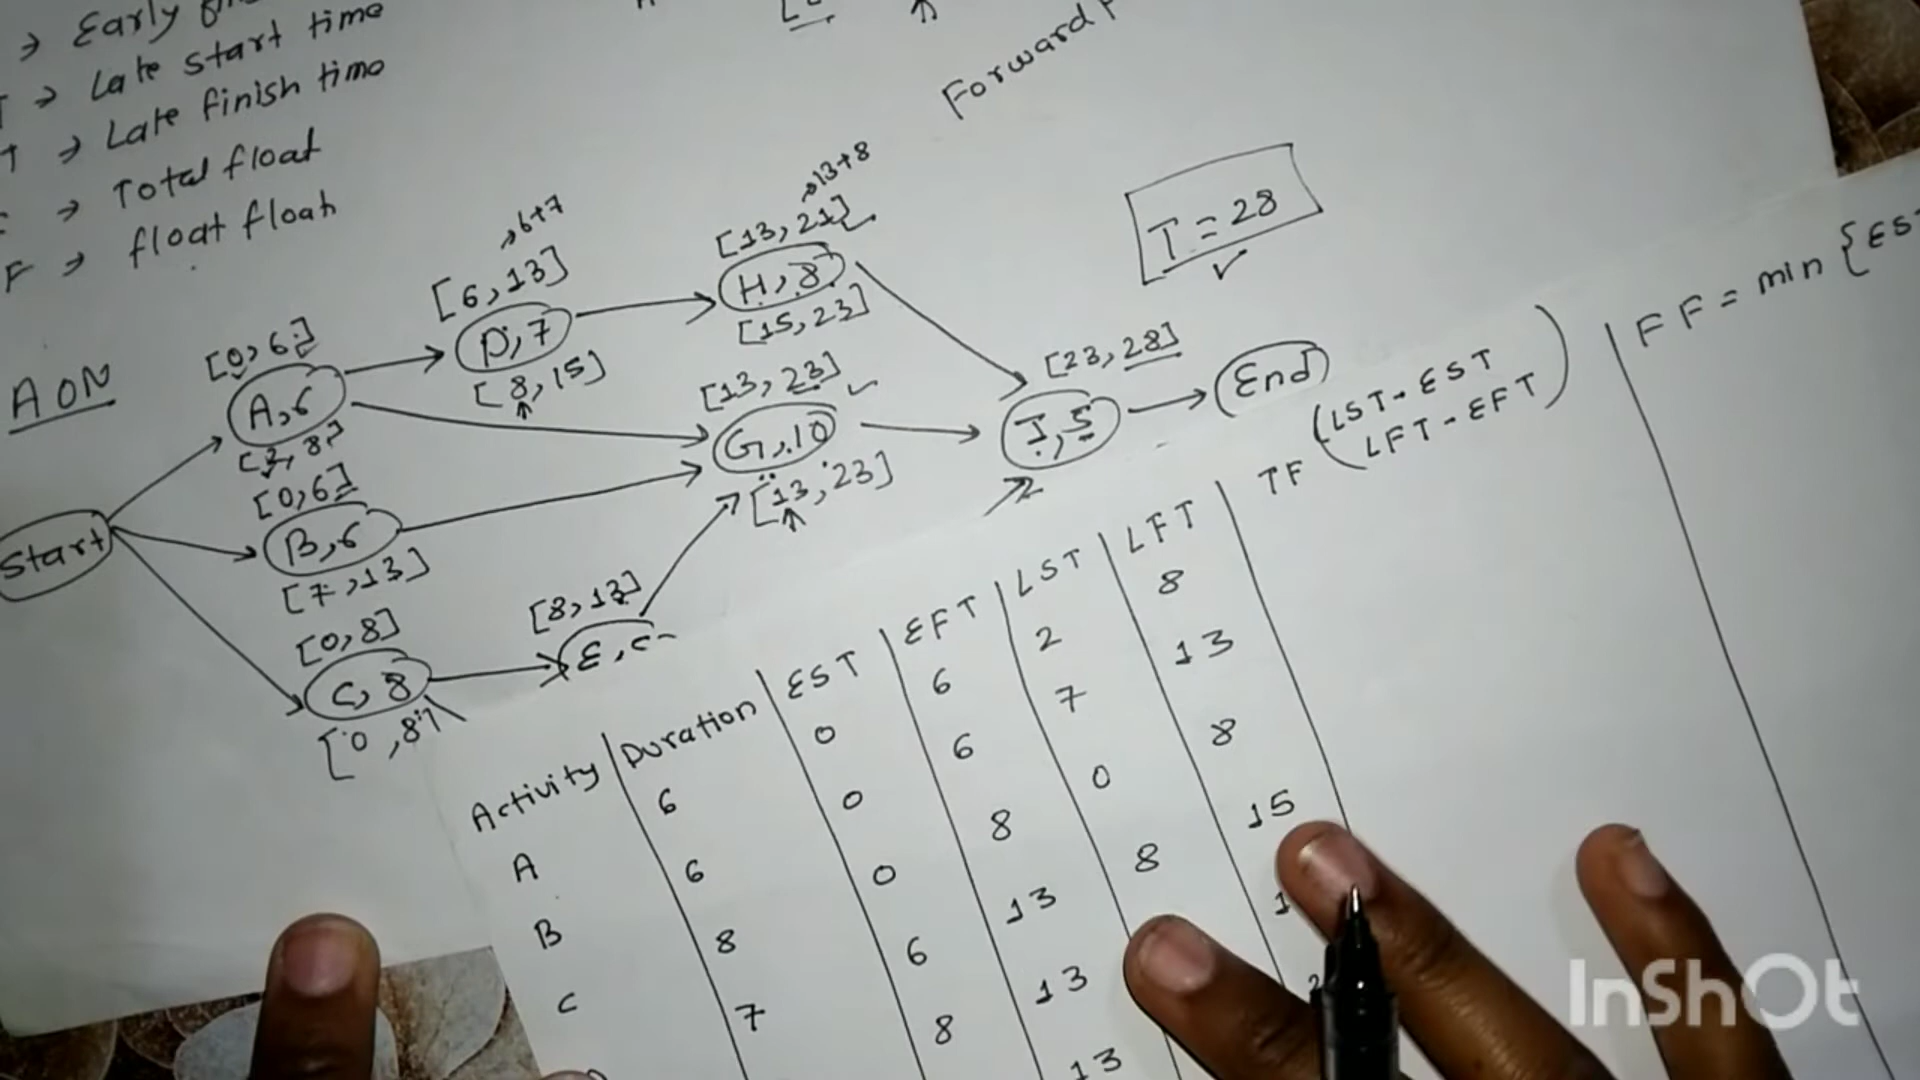 ⇒ Early
⇒ Late start time
T ⇒ Late finish time
⇒ Total float
F ⇒ float float
Forward
AON
→6+7
→13+8
[0, 6]
[6, 13]
[13, 21]
T = 28
Start
A, 6
D, 7
H, 8
[2, 8]
[8, 15]
[15, 23]
[0, 6]
[13, 23]
[23, 28]
B, 6
G, 10
I, 5
End
[7, 13]
[13, 23]
[0, 8]
[8, 13]
C, 8
E,
[0, 8]
FF = min {EST
Activity | Duration | EST | EFT | LST | LFT | TF (LST - EST
LFT - EFT)
A 6 0 6 2 8
B 6 0 6 7 13
C 8 0 8 0 8
7 6 13 8 15
8 13
13
InShOt